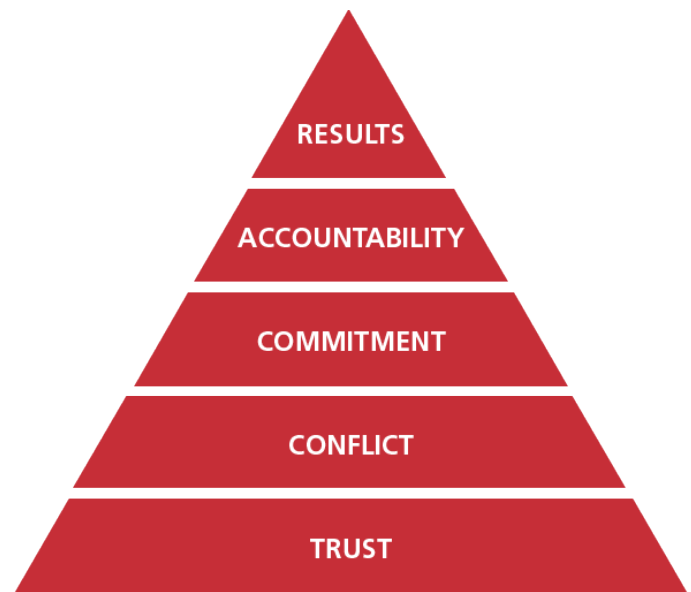 RESULTS
ACCOUNTABILITY
COMMITMENT
CONFLICT
TRUST